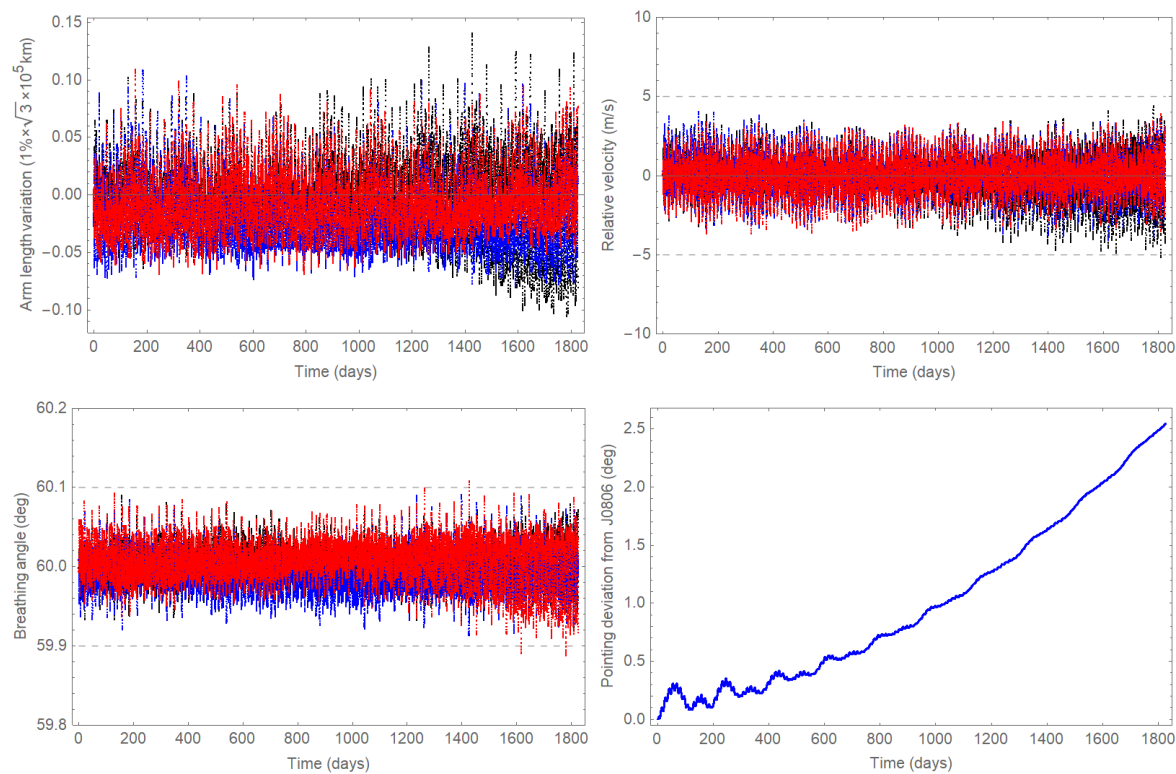 Arm length variation (1%×√3×10⁵km)
0.15
0.10
0.05
0.00
−0.05
−0.10
0 200 400 600 800 1000 1200 1400 1600 1800
Time (days)
Relative velocity (m/s)
10
5
0
−5
−10
0 200 400 600 800 1000 1200 1400 1600 1800
Time (days)
Breathing angle (deg)
60.2
60.1
60.0
59.9
59.8
0 200 400 600 800 1000 1200 1400 1600 1800
Time (days)
Pointing deviation from J0806 (deg)
2.5
2.0
1.5
1.0
0.5
0.0
0 200 400 600 800 1000 1200 1400 1600 1800
Time (days)